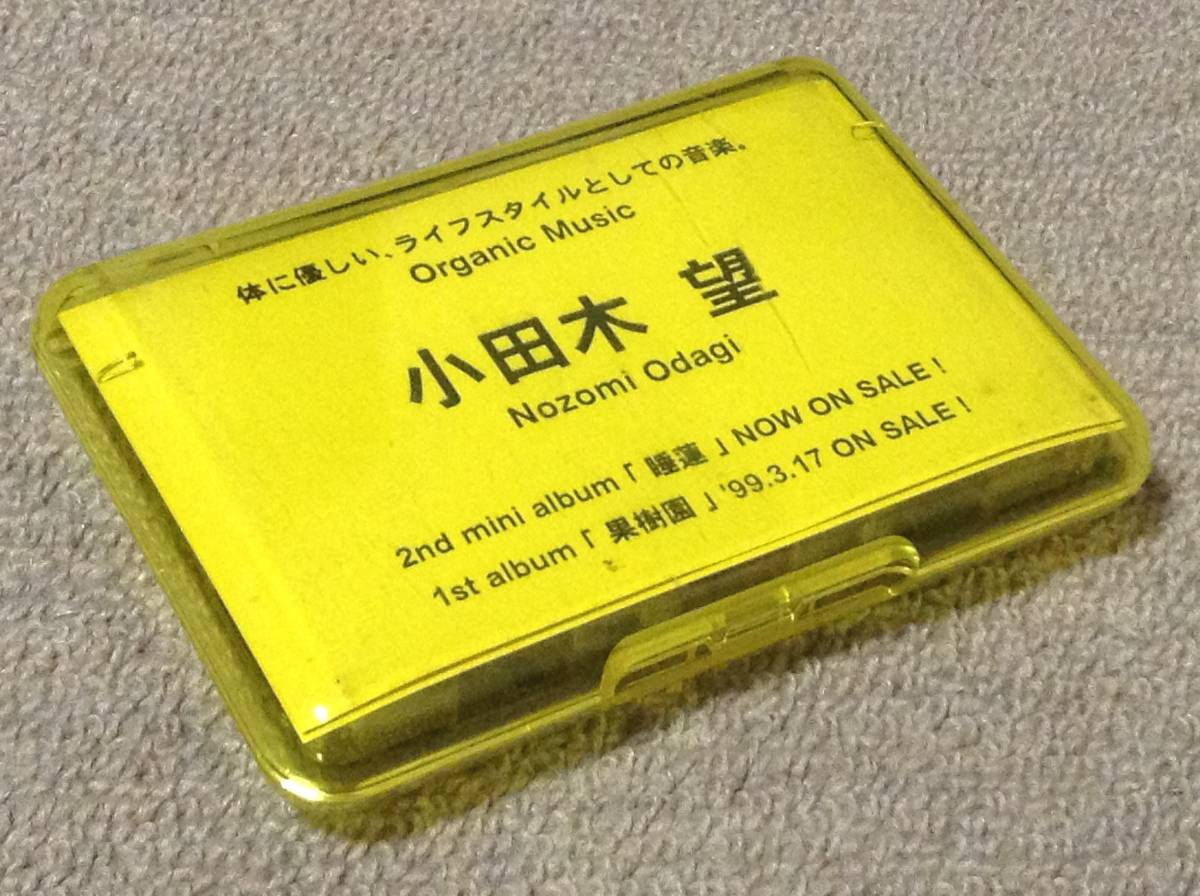 体に優しい、ライフスタイルとしての音楽。
Organic Music
小田木 望
Nozomi Odagi
2nd mini album「 睡蓮 」NOW ON SALE !
1st album「 果樹園 」'99.3.17 ON SALE !